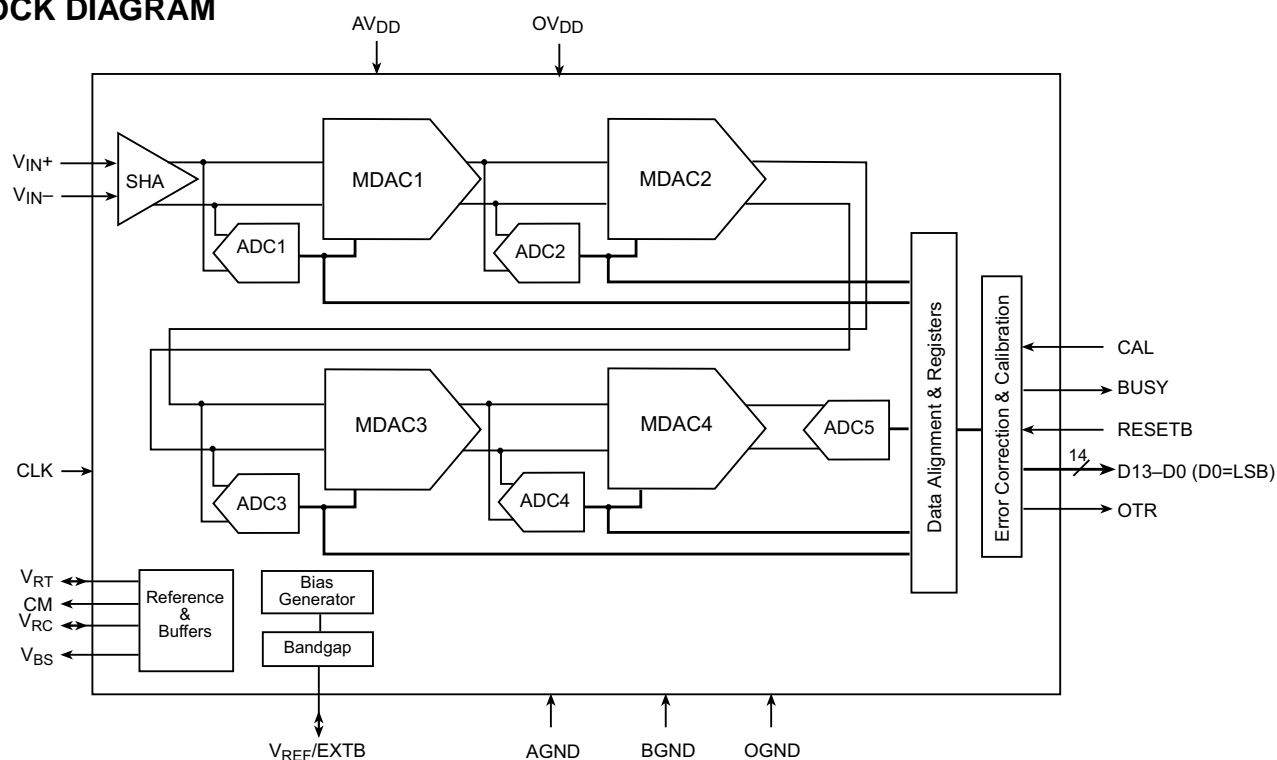 OCK DIAGRAM
AVDD
OVDD
VIN+
VIN–
SHA
MDAC1
MDAC2
ADC1
ADC2
CLK
MDAC3
MDAC4
ADC5
ADC3
ADC4
Data Alignment & Registers
Error Correction & Calibration
CAL
BUSY
RESETB
14
D13–D0 (D0=LSB)
OTR
VRT
CM
VRC
VBS
Reference
&
Buffers
Bias
Generator
Bandgap
VREF/EXTB
AGND
BGND
OGND